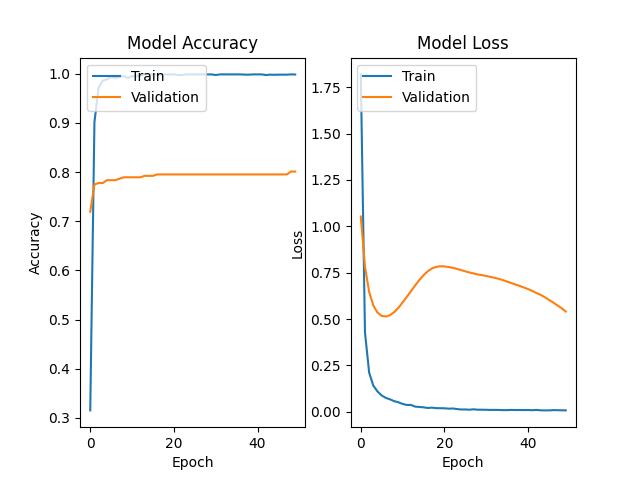 Model Accuracy
Train
Validation
1.0
0.9
0.8
0.7
0.6
0.5
0.4
0.3
Accuracy
0 20 40
Epoch
Model Loss
Train
Validation
1.75
1.50
1.25
1.00
0.75
0.50
0.25
0.00
Loss
0 20 40
Epoch